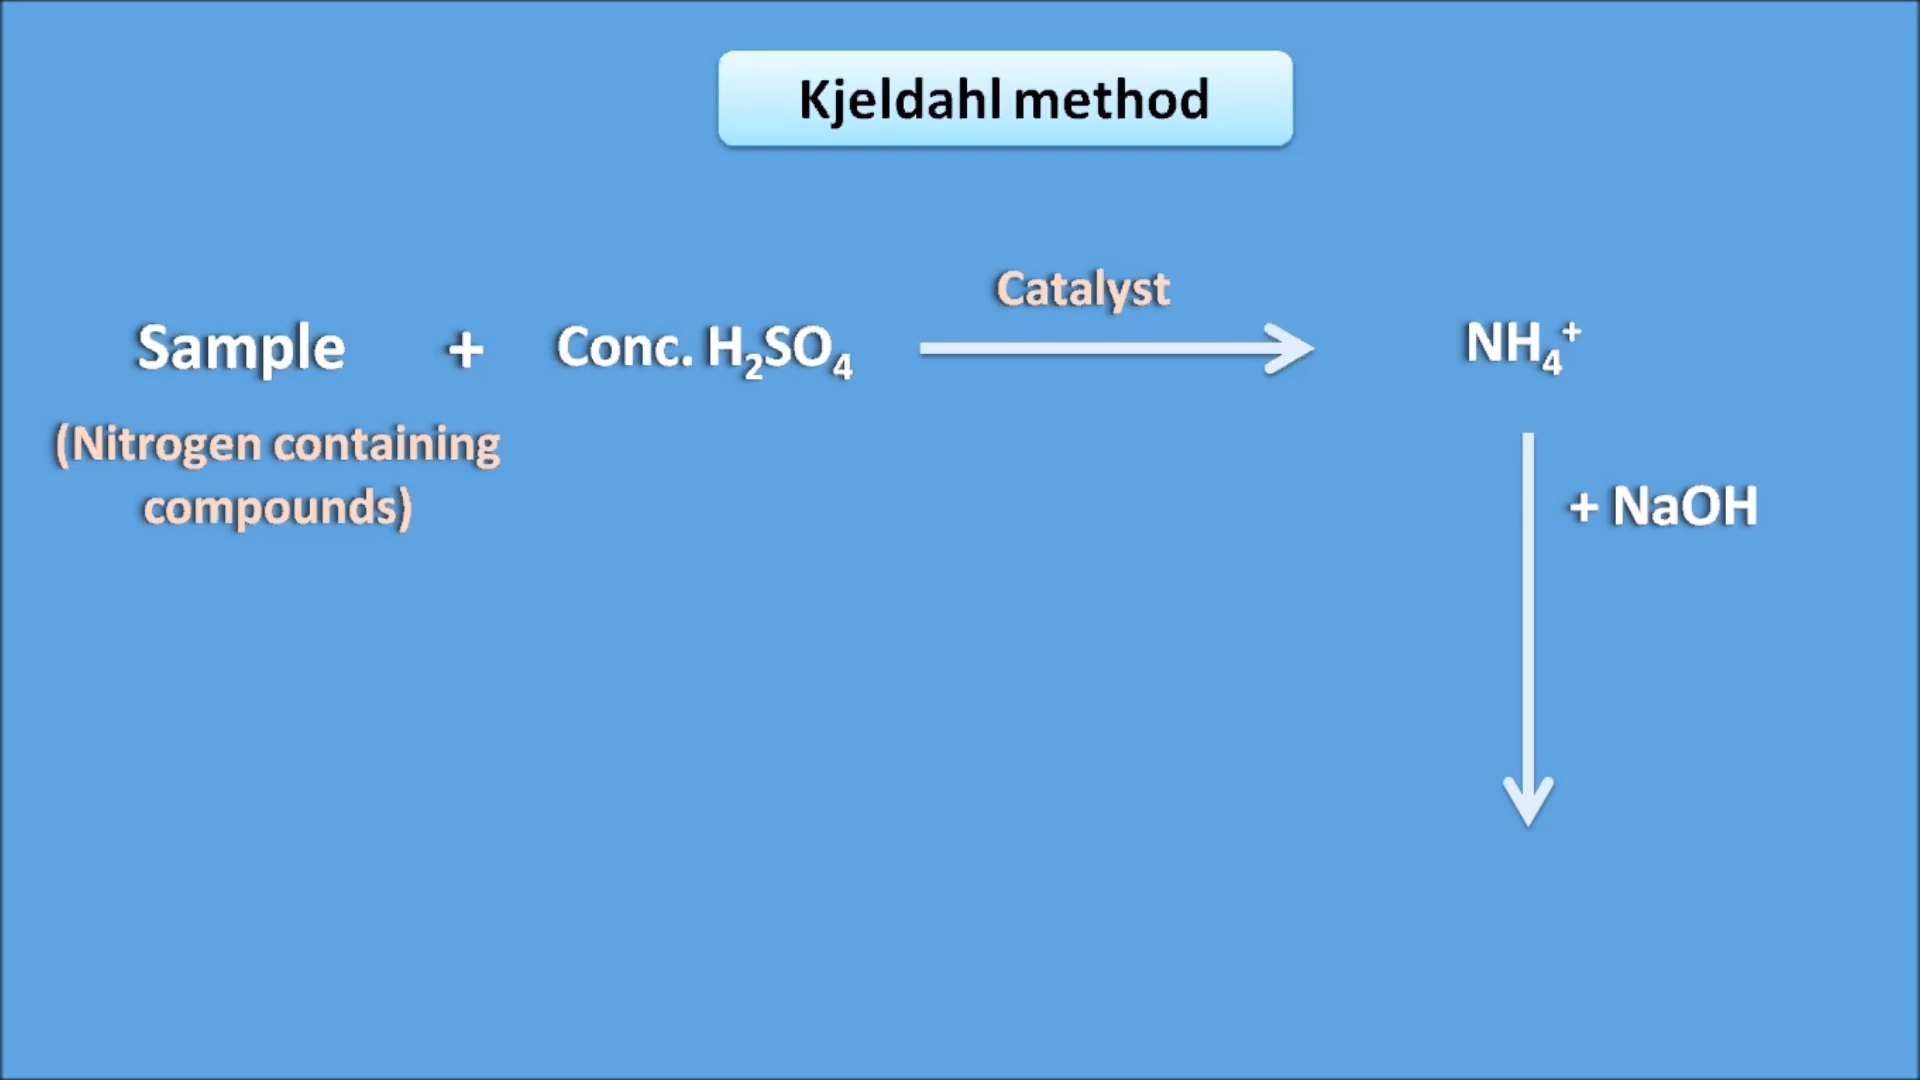 Kjeldahl method
Catalyst
Sample + Conc. H₂SO₄ NH₄⁺
(Nitrogen containing
compounds)
+ NaOH